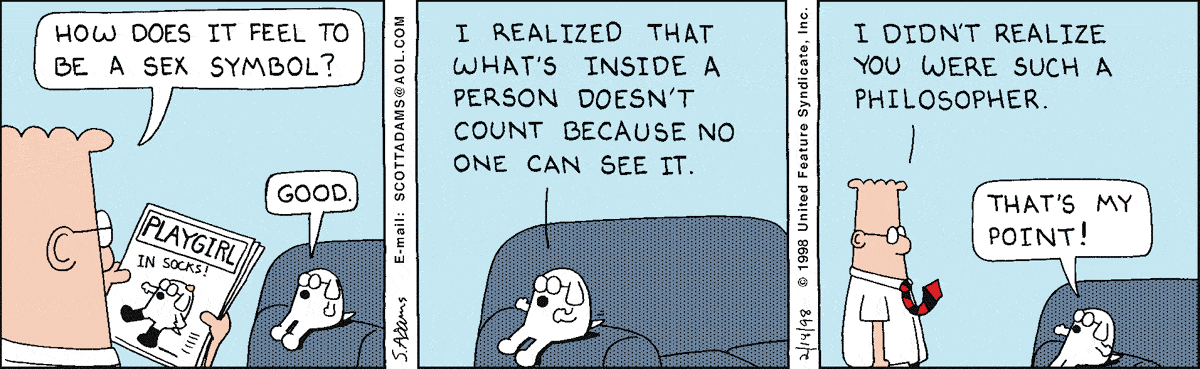 HOW DOES IT FEEL TO
BE A SEX SYMBOL?
PLAYGIRL
IN SOCKS!
GOOD.
S.Adams
E-mail: SCOTTADAMS@AOL.COM
I REALIZED THAT
WHAT'S INSIDE A
PERSON DOESN'T
COUNT BECAUSE NO
ONE CAN SEE IT.
2/14/98
© 1998 United Feature Syndicate, Inc.
I DIDN'T REALIZE
YOU WERE SUCH A
PHILOSOPHER.
THAT'S MY
POINT!